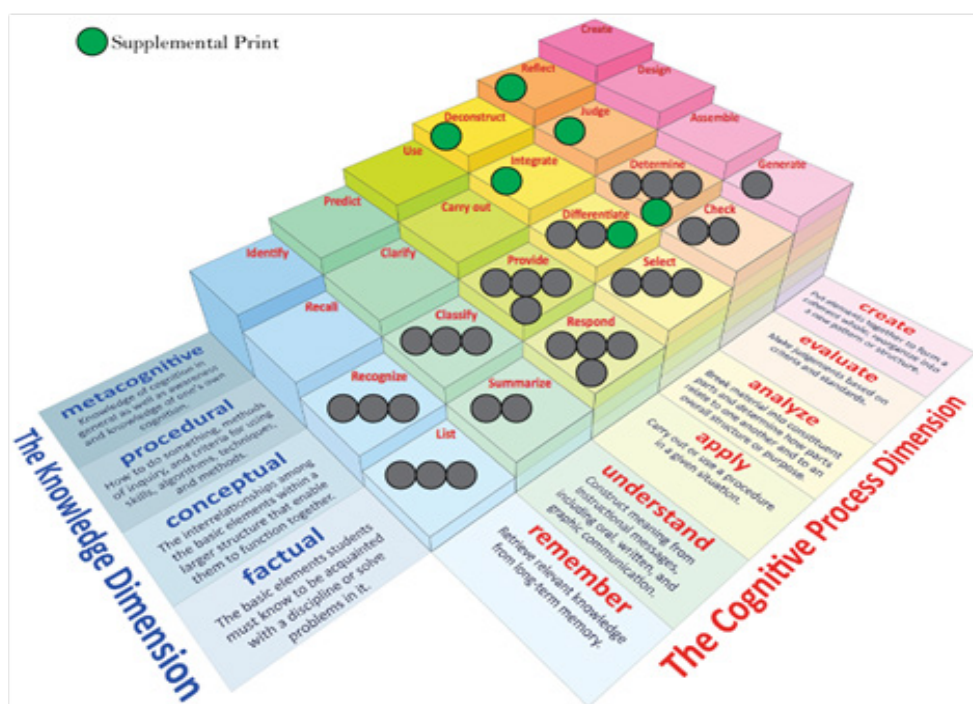 Supplemental Print
Create
Reflect
Design
Deconstruct
Judge
Assemble
Use
Integrate
Determine
Generate
Predict
Carry out
Differentiate
Check
Identify
Clarify
Provide
Select
Recall
Classify
Respond
Recognize
Summarize
List
The Knowledge Dimension
metacognitive
Knowledge of cognition in
general as well as awareness
and knowledge of one's own
cognition.
procedural
How to do something, methods
of inquiry, and criteria for using
skills, algorithms, techniques,
and methods.
conceptual
The interrelationships among
the basic elements within a
larger structure that enable
them to function together.
factual
The basic elements students
must know to be acquainted
with a discipline or solve
problems in it.
create
Put elements together to form a
coherent whole; reorganize into
a new pattern or structure.
evaluate
Make judgements based on
criteria and standards.
analyze
Break material into constituent
parts and determine how parts
relate to one another and to an
overall structure or purpose.
apply
Carry out or use a procedure
in a given situation.
understand
Construct meaning from
instructional messages,
including oral, written, and
graphic communication.
remember
Retrieve relevant knowledge
from long-term memory.
The Cognitive Process Dimension